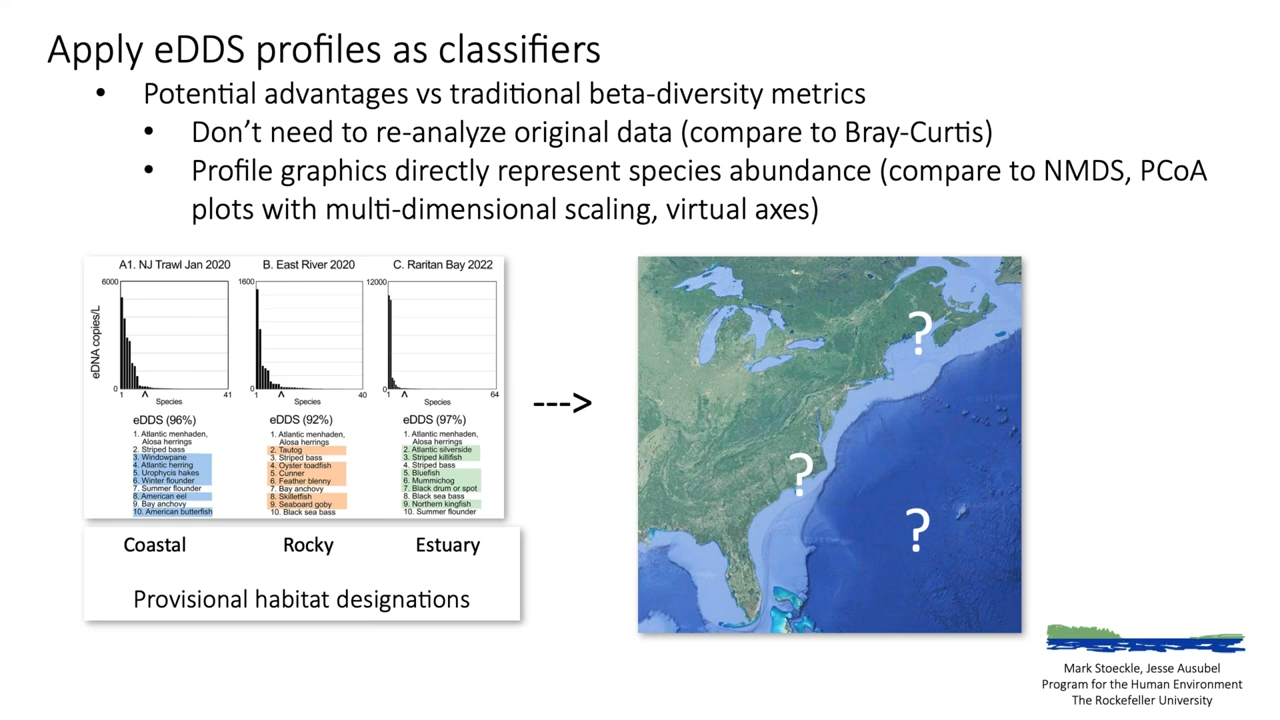 Apply eDDS profiles as classifiers
• Potential advantages vs traditional beta-diversity metrics
• Don't need to re-analyze original data (compare to Bray-Curtis)
• Profile graphics directly represent species abundance (compare to NMDS, PCoA
plots with multi-dimensional scaling, virtual axes)
A1. NJ Trawl Jan 2020
6000
eDNA copies/L
0
1
^
41
Species
eDDS (96%)
1. Atlantic menhaden,
Alosa herrings
2. Striped bass
3. Windowpane
4. Atlantic herring
5. Urophycis hakes
6. Winter flounder
7. Summer flounder
8. American eel
9. Bay anchovy
10. American butterfish
Coastal
B. East River 2020
1600
0
1
^
40
Species
eDDS (92%)
1. Atlantic menhaden,
Alosa herrings
2. Tautog
3. Striped bass
4. Oyster toadfish
5. Cunner
6. Feather blenny
7. Bay anchovy
8. Skilletfish
9. Seaboard goby
10. Black sea bass
Rocky
C. Raritan Bay 2022
12000
0
1
^
64
Species
eDDS (97%)
1. Atlantic menhaden,
Alosa herrings
2. Atlantic silverside
3. Striped killifish
4. Striped bass
5. Bluefish
6. Mummichog
7. Black drum or spot
8. Black sea bass
9. Northern kingfish
10. Summer flounder
Estuary
Provisional habitat designations
--->
?
?
?
Mark Stoeckle, Jesse Ausubel
Program for the Human Environment
The Rockefeller University